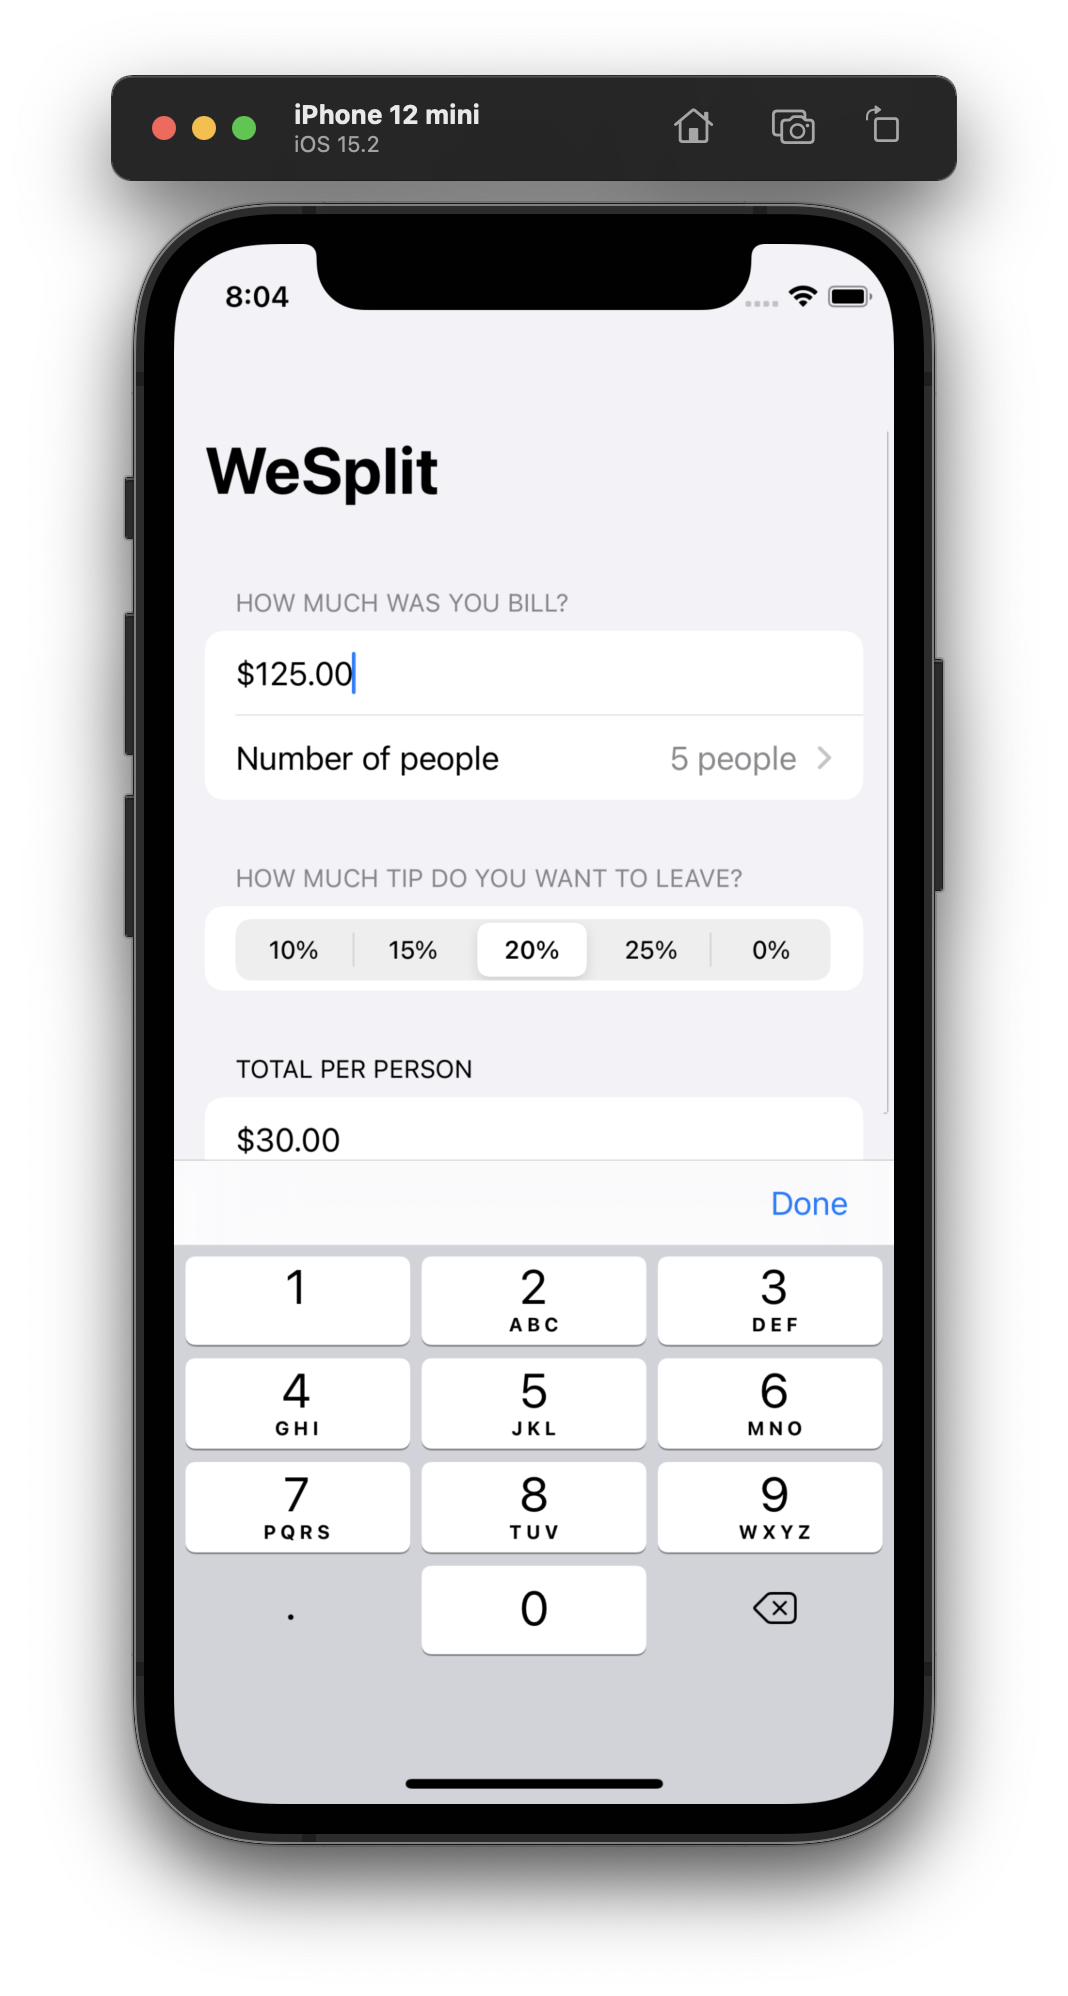 iPhone 12 mini
iOS 15.2
8:04
WeSplit
HOW MUCH WAS YOU BILL?
$125.00
Number of people 5 people
HOW MUCH TIP DO YOU WANT TO LEAVE?
10% 15% 20% 25% 0%
TOTAL PER PERSON
$30.00
Done
1 2 3
ABC DEF
4 5 6
GHI JKL MNO
7 8 9
PQRS TUV WXYZ
. 0